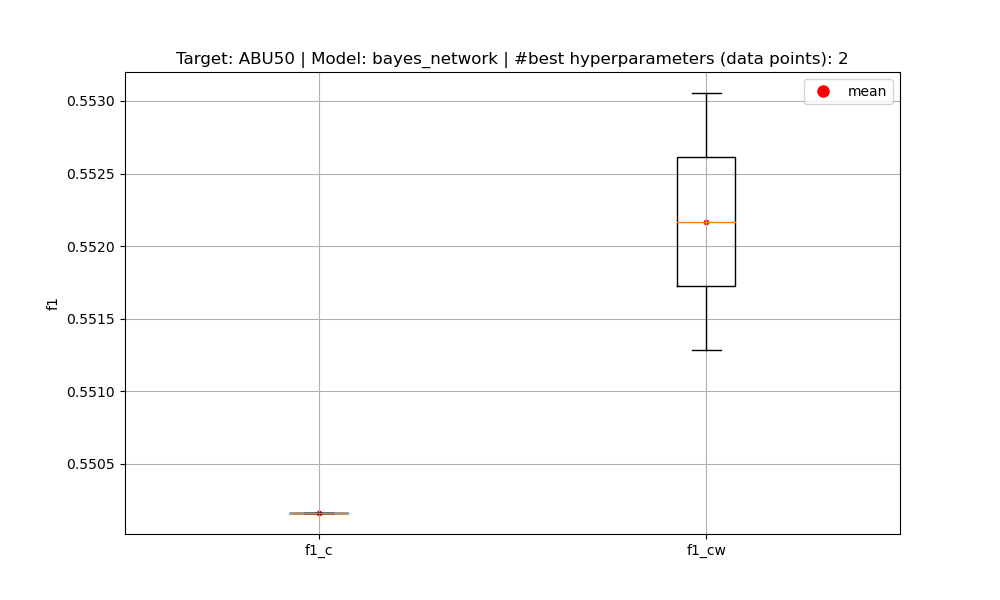 Target: ABU50 | Model: bayes_network | #best hyperparameters (data points): 2
mean
0.5530
0.5525
0.5520
0.5515
0.5510
0.5505
f1
f1_c
f1_cw